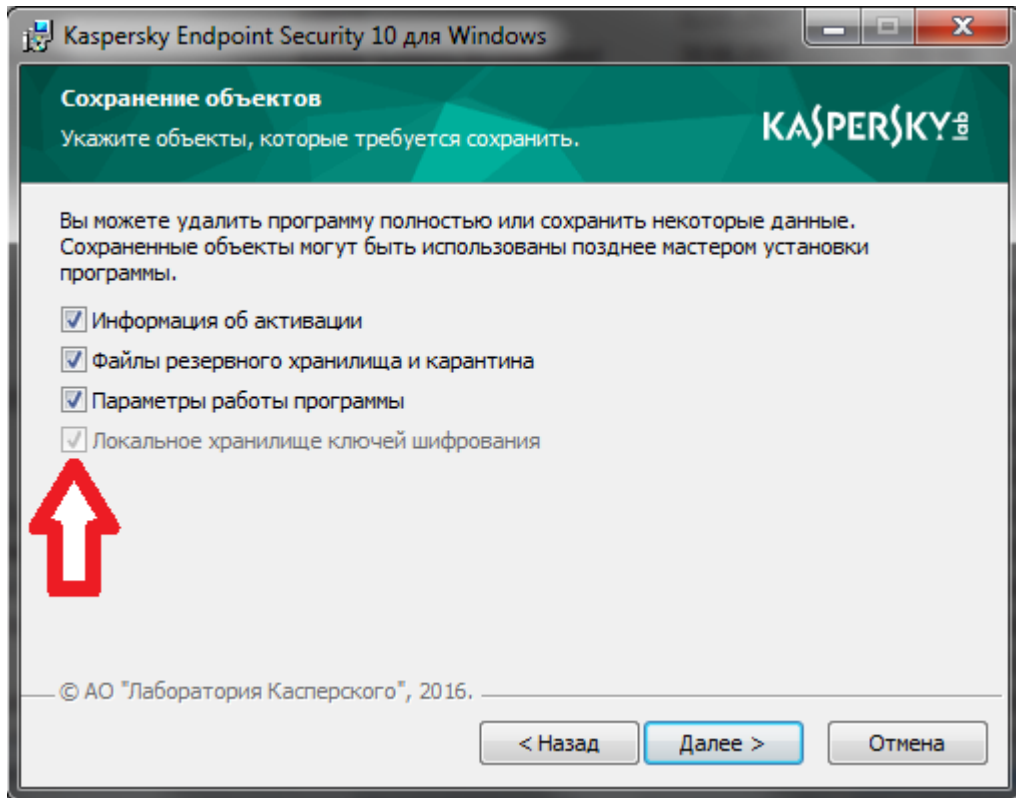 Kaspersky Endpoint Security 10 для Windows
Сохранение объектов
Укажите объекты, которые требуется сохранить.
KASPERSKY lab
Вы можете удалить программу полностью или сохранить некоторые данные.
Сохраненные объекты могут быть использованы позднее мастером установки
программы.
Информация об активации
Файлы резервного хранилища и карантина
Параметры работы программы
Локальное хранилище ключей шифрования
© АО "Лаборатория Касперского", 2016.
< Назад
Далее >
Отмена